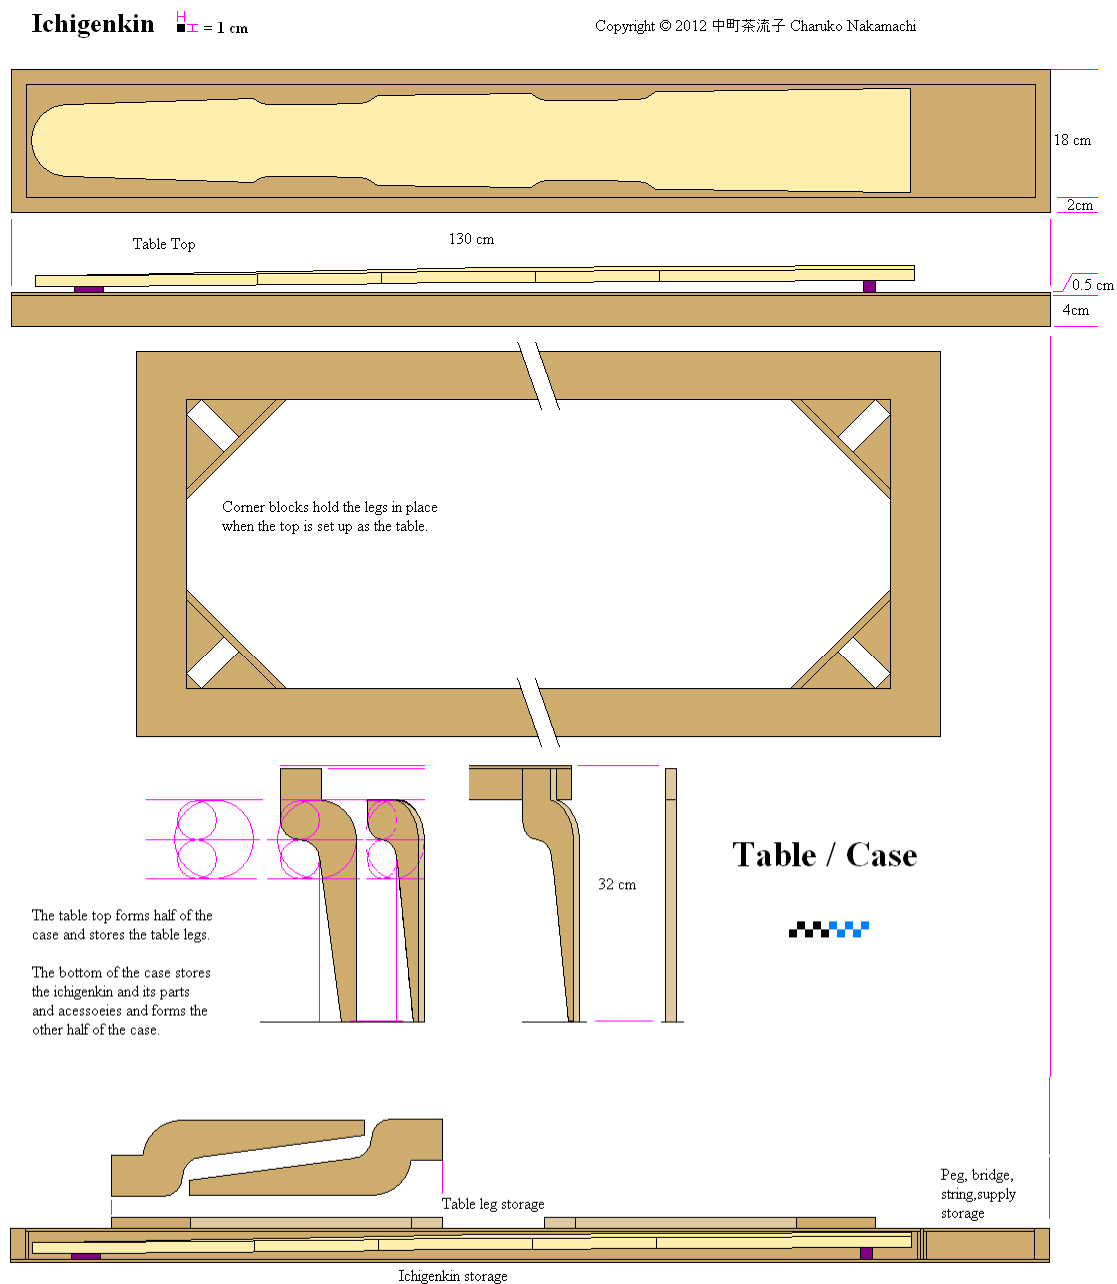 Ichigenkin
= 1 cm
Copyright © 2012 中町茶流子 Charuko Nakamachi
18 cm
2cm
Table Top
130 cm
0.5 cm
4cm
Corner blocks hold the legs in place
when the top is set up as the table.
Table / Case
32 cm
The table top forms half of the
case and stores the table legs.
The bottom of the case stores
the ichigenkin and its parts
and acessoeies and forms the
other half of the case.
Peg, bridge,
string,supply
storage
Table leg storage
Ichigenkin storage